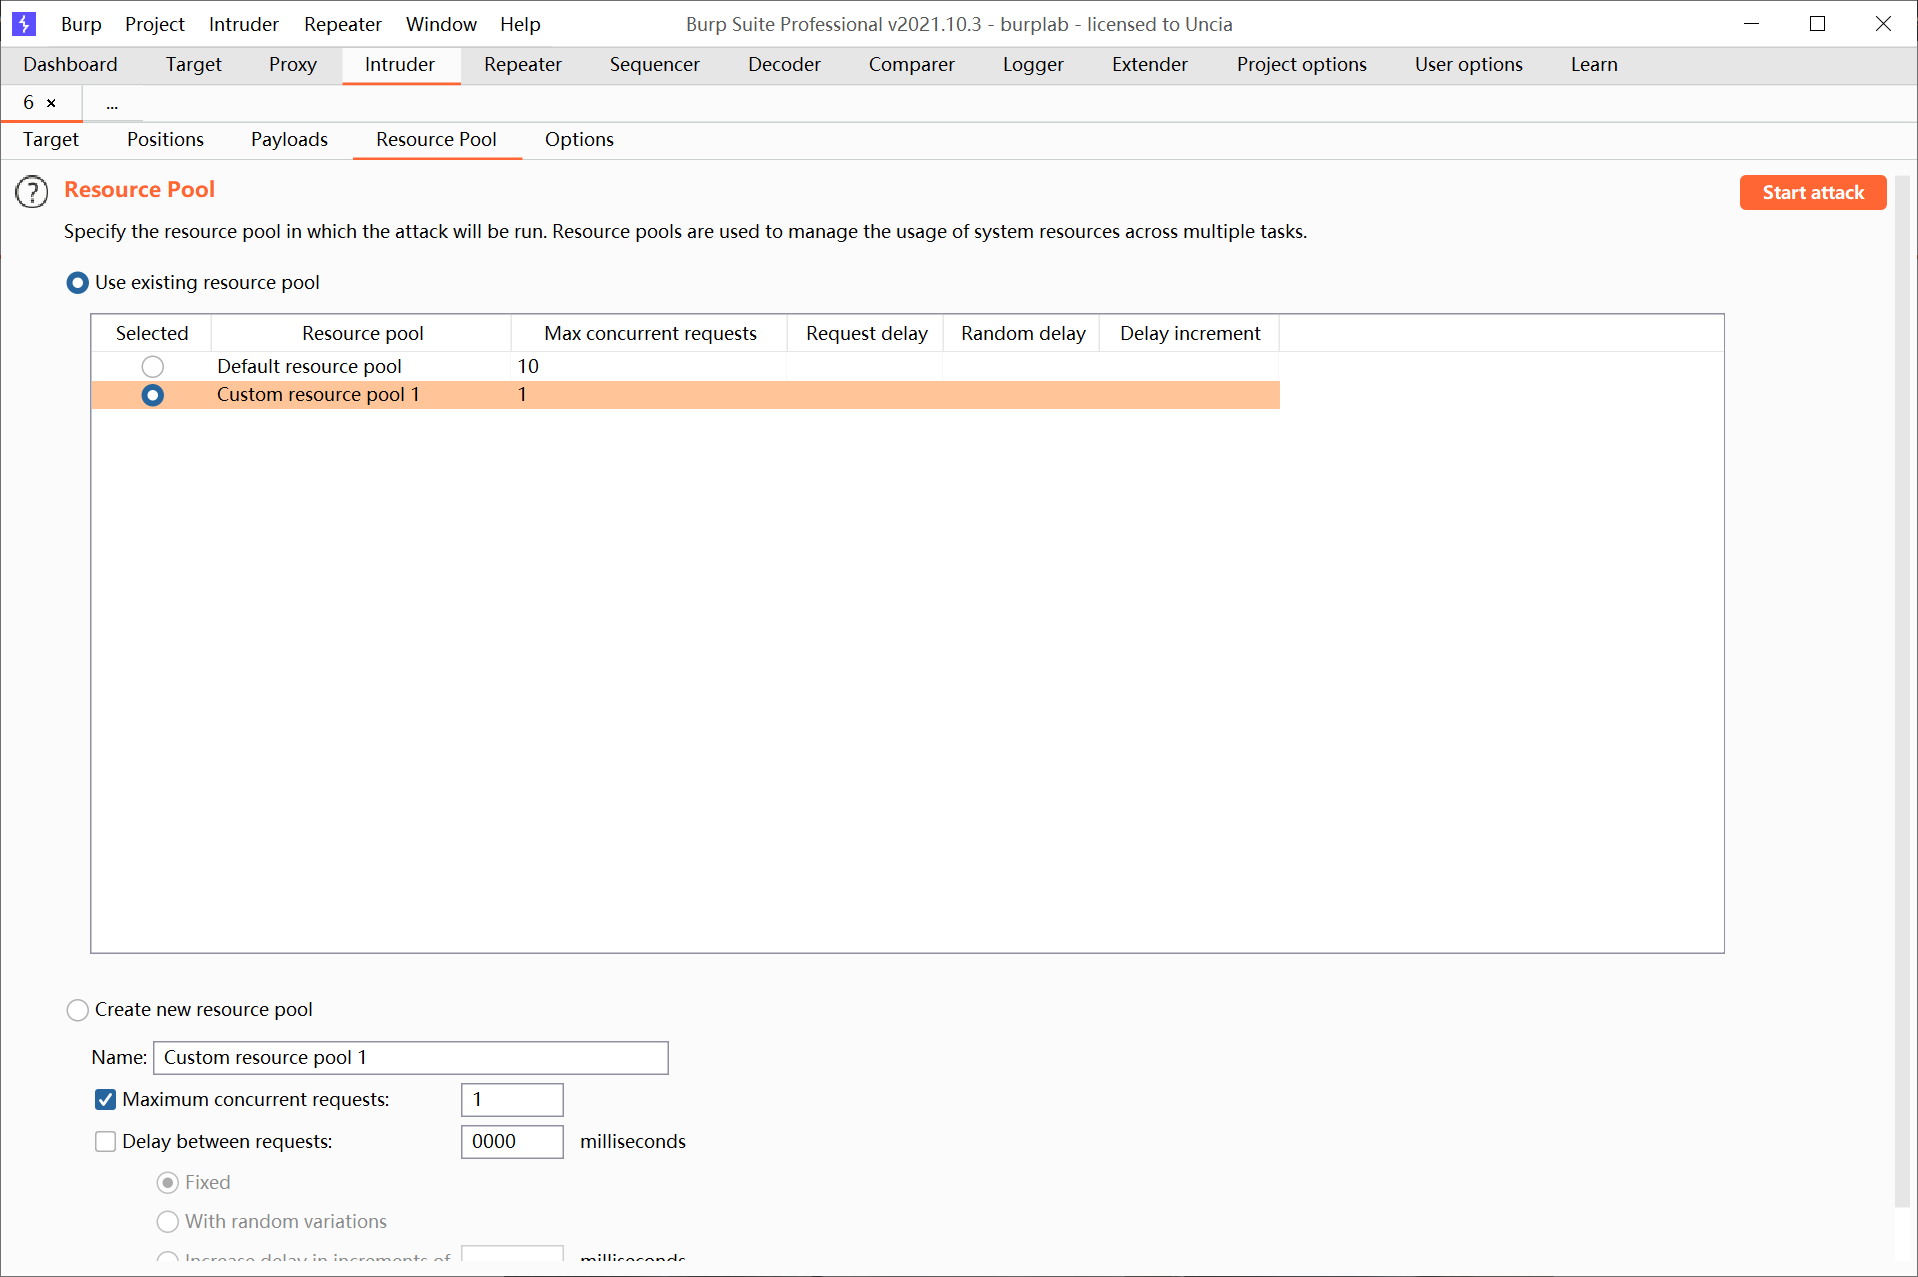 Burp Project Intruder Repeater Window Help Burp Suite Professional v2021.10.3 - burplab - licensed to Uncia
Dashboard Target Proxy Intruder Repeater Sequencer Decoder Comparer Logger Extender Project options User options Learn
6 × ...
Target Positions Payloads Resource Pool Options
? Resource Pool Start attack
Specify the resource pool in which the attack will be run. Resource pools are used to manage the usage of system resources across multiple tasks.
Use existing resource pool
Selected Resource pool Max concurrent requests Request delay Random delay Delay increment
Default resource pool 10
Custom resource pool 1 1
Create new resource pool
Name: Custom resource pool 1
Maximum concurrent requests: 1
Delay between requests: 0000 milliseconds
Fixed
With random variations
Increase delay in increments of milliseconds